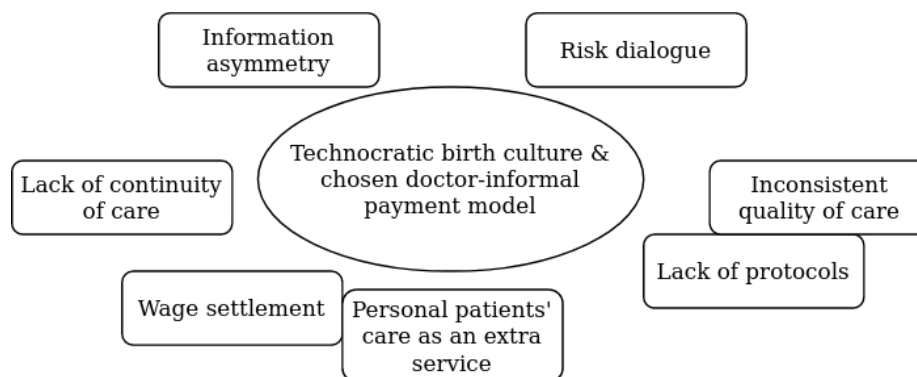 Information
asymmetry
Risk dialogue
Technocratic birth culture &
chosen doctor-informal
payment model
Lack of continuity
of care
Inconsistent
quality of care
Lack of protocols
Wage settlement
Personal patients'
care as an extra
service